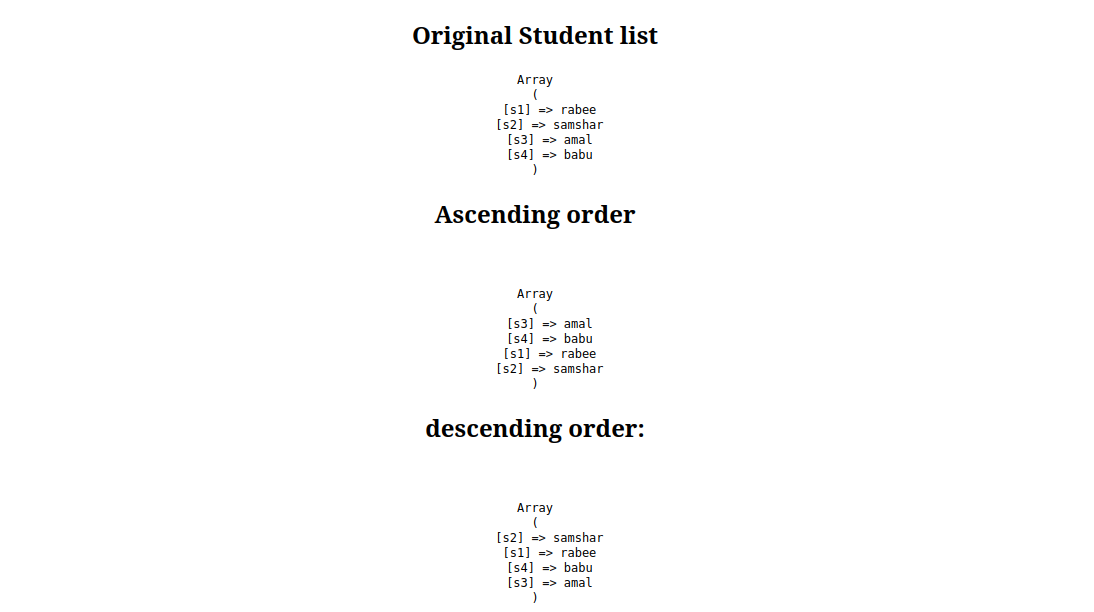 Original Student list
Array
(
[s1] => rabee
[s2] => samshar
[s3] => amal
[s4] => babu
)
Ascending order
Array
(
[s3] => amal
[s4] => babu
[s1] => rabee
[s2] => samshar
)
descending order:
Array
(
[s2] => samshar
[s1] => rabee
[s4] => babu
[s3] => amal
)